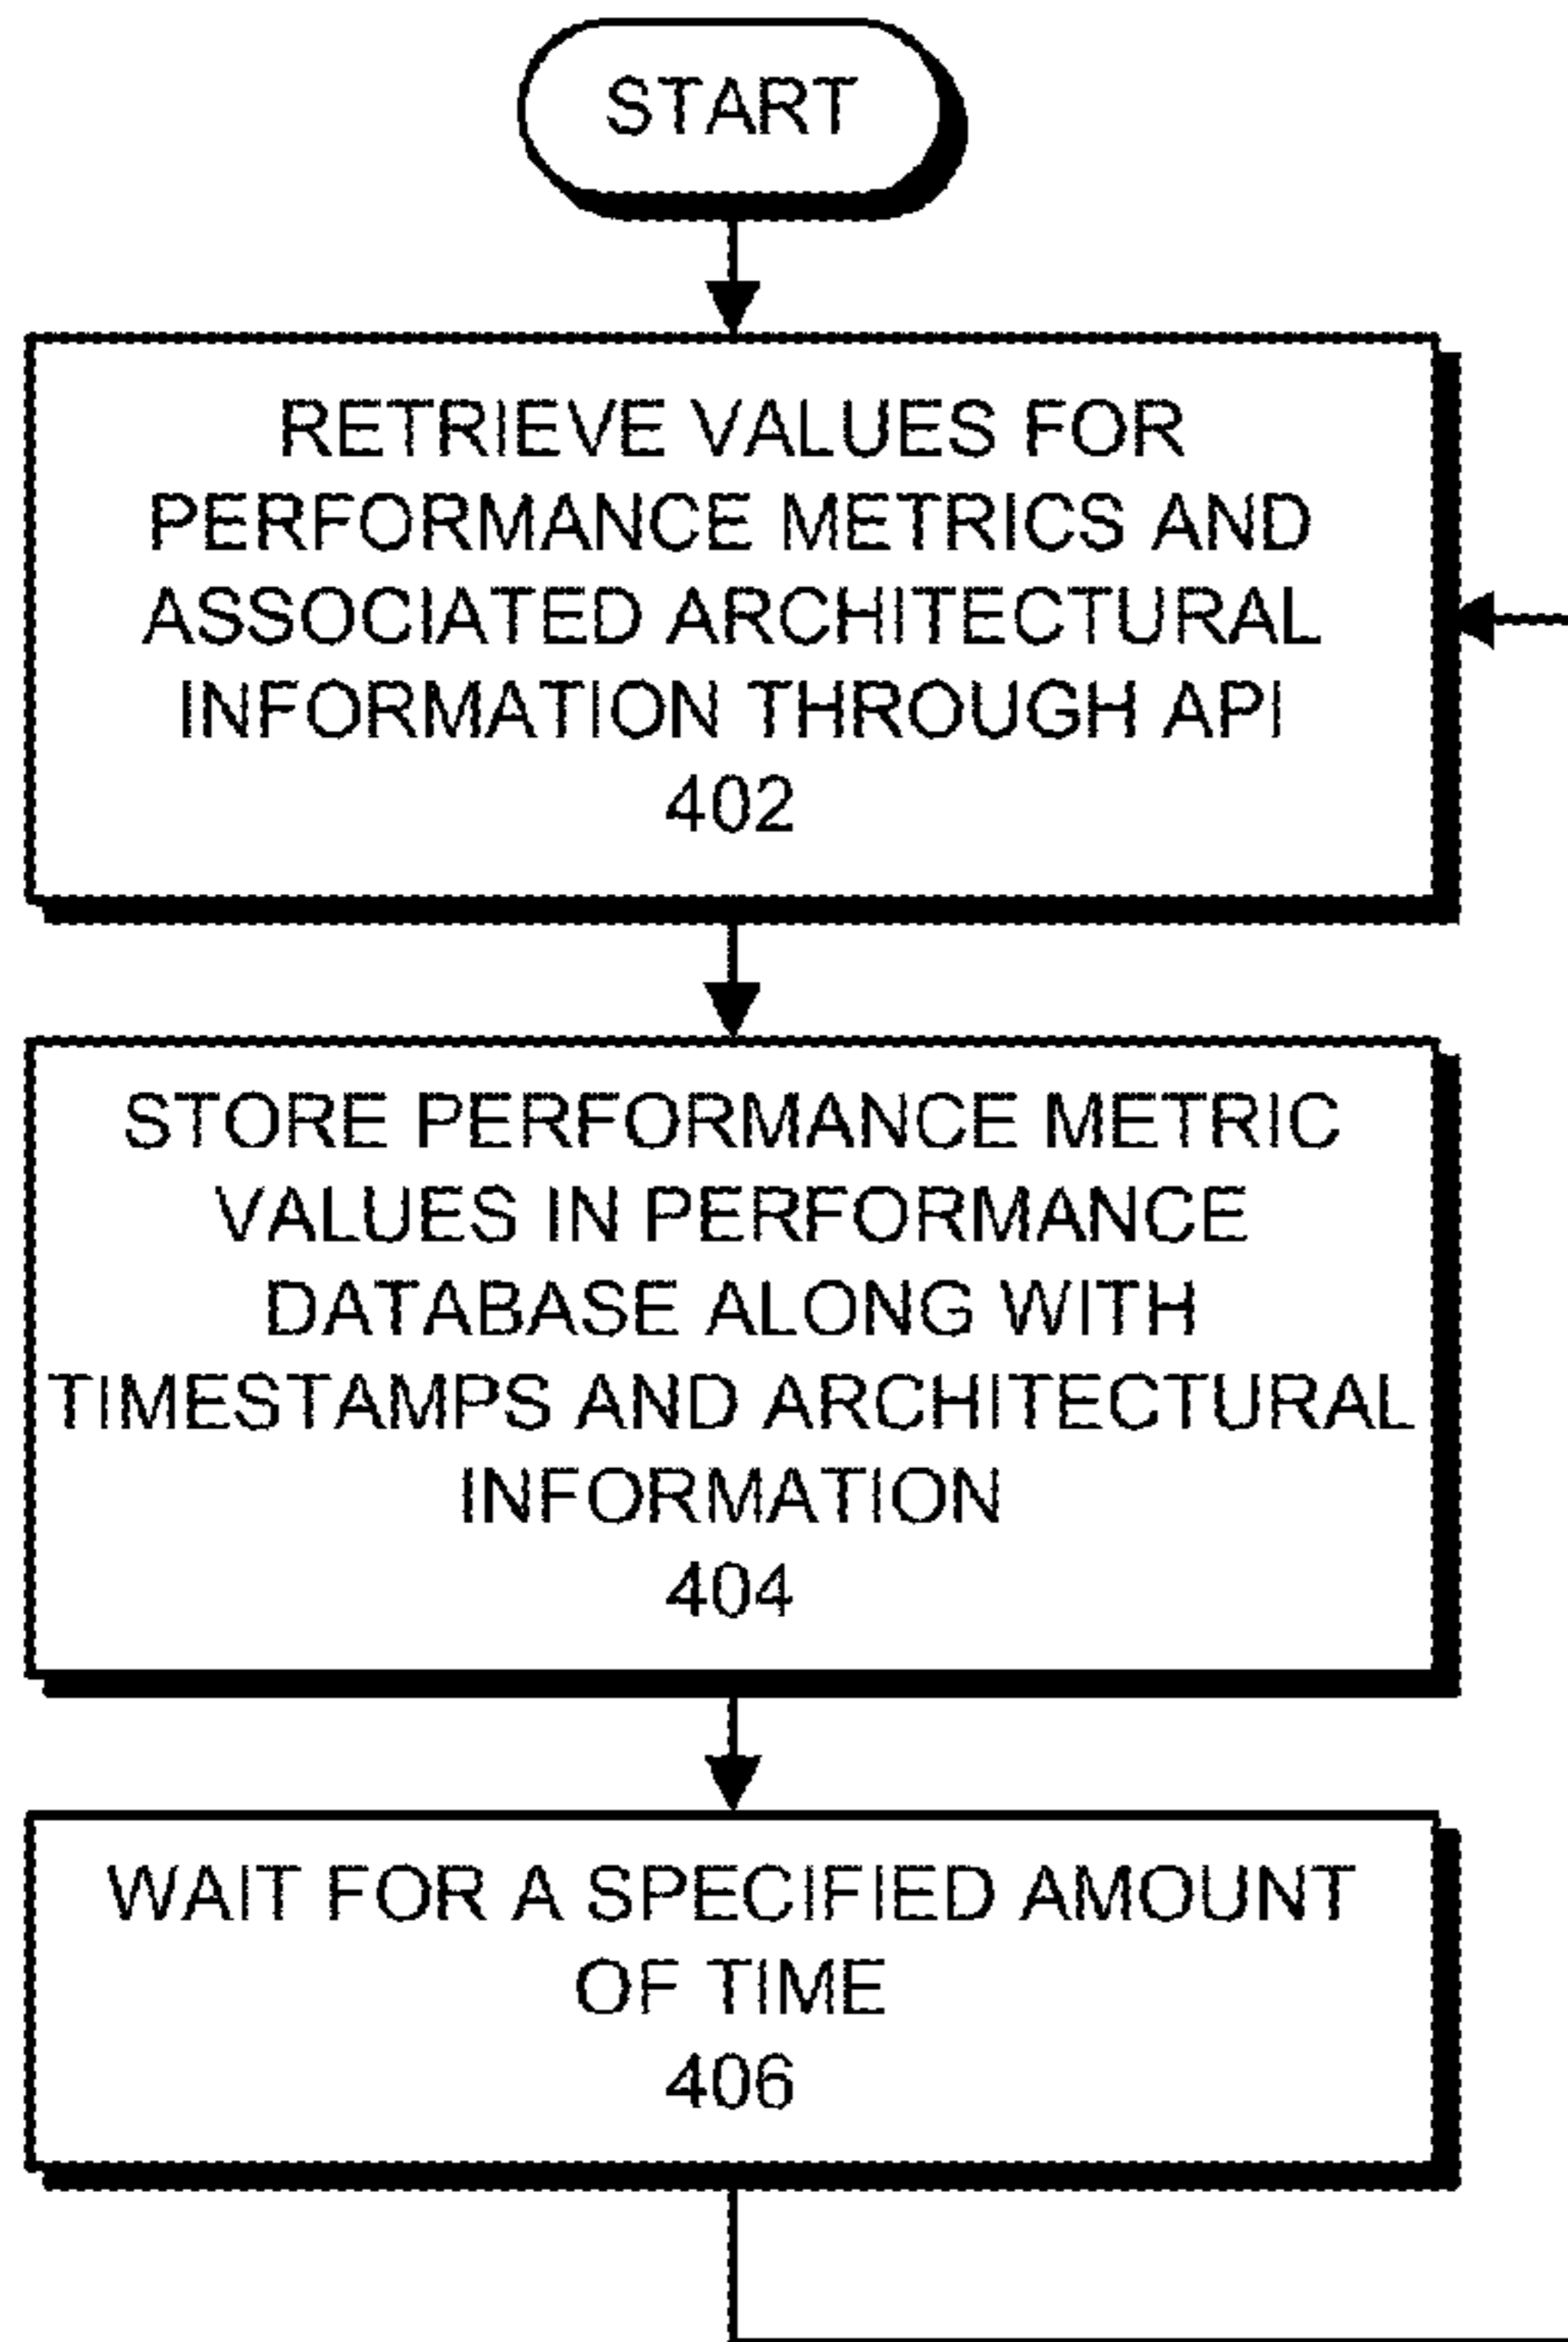 START
RETRIEVE VALUES FOR
PERFORMANCE METRICS AND
ASSOCIATED ARCHITECTURAL
INFORMATION THROUGH API
402
STORE PERFORMANCE METRIC
VALUES IN PERFORMANCE
DATABASE ALONG WITH
TIMESTAMPS AND ARCHITECTURAL
INFORMATION
404
WAIT FOR A SPECIFIED AMOUNT
OF TIME
406